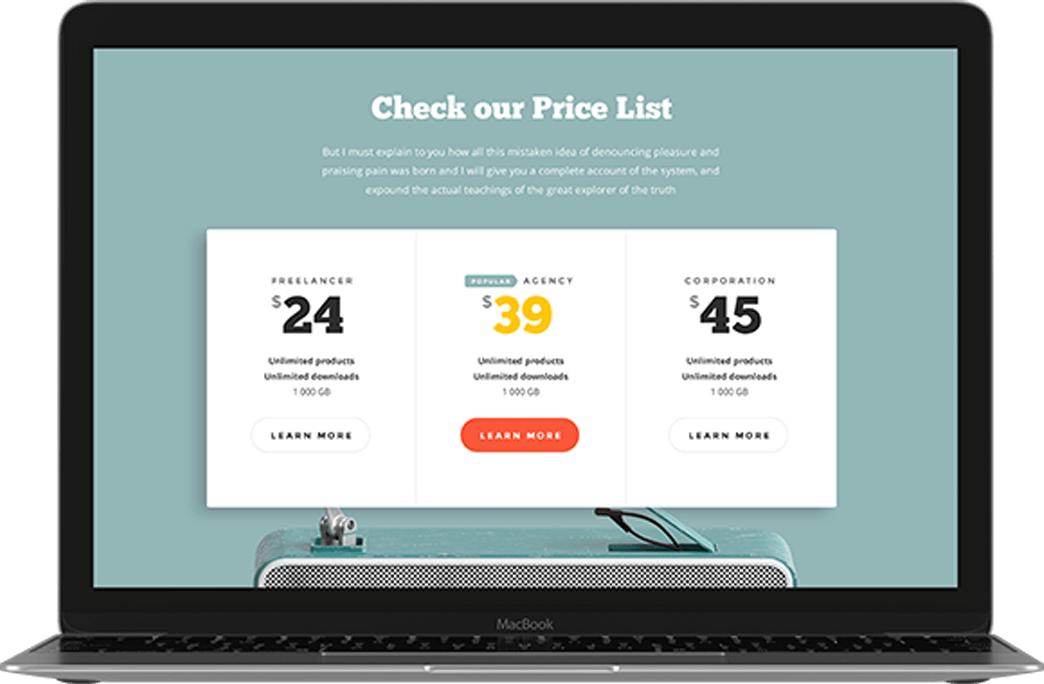 Check our Price List
But I must explain to you how all this mistaken idea of denouncing pleasure and
praising pain was born and I will give you a complete account of the system, and
expound the actual teachings of the great explorer of the truth
FREELANCER
$24
Unlimited products
Unlimited downloads
1 000 GB
LEARN MORE
POPULAR AGENCY
$39
Unlimited products
Unlimited downloads
1 000 GB
LEARN MORE
CORPORATION
$45
Unlimited products
Unlimited downloads
1 000 GB
LEARN MORE
MacBook